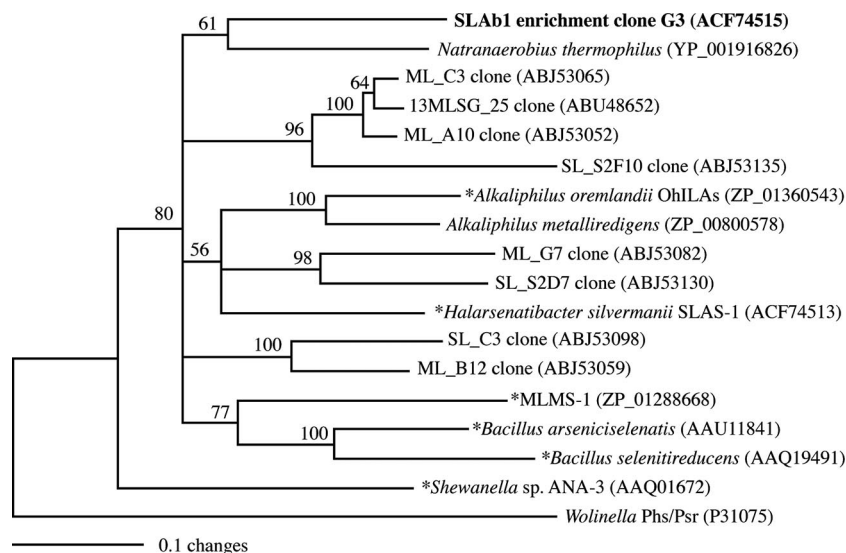 61
SLAb1 enrichment clone G3 (ACF74515)
Natranaerobius thermophilus (YP_001916826)
ML_C3 clone (ABJ53065)
64
100
13MLSG_25 clone (ABU48652)
96
ML_A10 clone (ABJ53052)
SL_S2F10 clone (ABJ53135)
100
*Alkaliphilus oremlandii OhILAs (ZP_01360543)
80
Alkaliphilus metalliredigens (ZP_00800578)
56
98
ML_G7 clone (ABJ53082)
SL_S2D7 clone (ABJ53130)
*Halarsenatibacter silvermanii SLAS-1 (ACF74513)
100
SL_C3 clone (ABJ53098)
ML_B12 clone (ABJ53059)
77
*MLMS-1 (ZP_01288668)
100
*Bacillus arseniciselenatis (AAU11841)
*Bacillus selenitireducens (AAQ19491)
*Shewanella sp. ANA-3 (AAQ01672)
Wolinella Phs/Psr (P31075)
0.1 changes